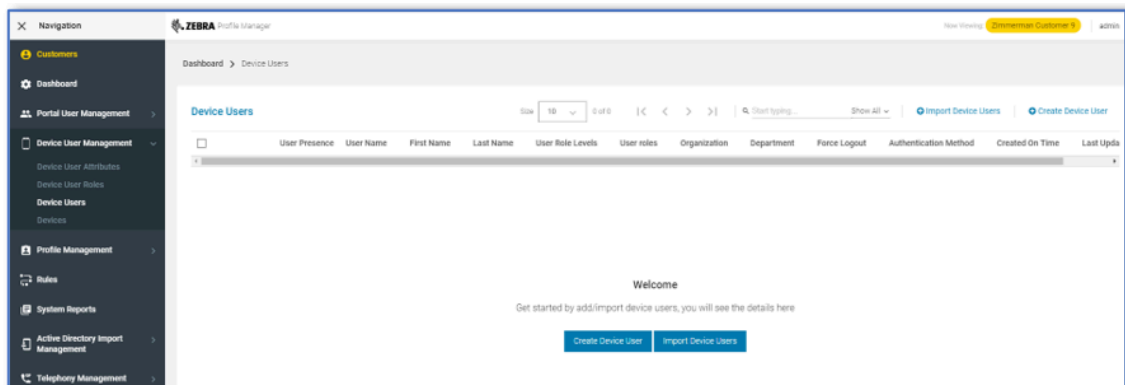 Navigation
ZEBRA Profile Manager
Now Viewing Zimmerman Customer 9 admin
Customers
Dashboard
Portal User Management
Device User Management
Device User Attributes
Device User Roles
Device Users
Devices
Profile Management
Rules
System Reports
Active Directory Import
Management
Telephony Management
Dashboard > Device Users
Device Users
Size 10 0 of 0 Start typing... Show All Import Device Users Create Device User
User Presence User Name First Name Last Name User Role Levels User roles Organization Department Force Logout Authentication Method Created On Time Last Upda
Welcome
Get started by add/import device users, you will see the details here
Create Device User Import Device Users